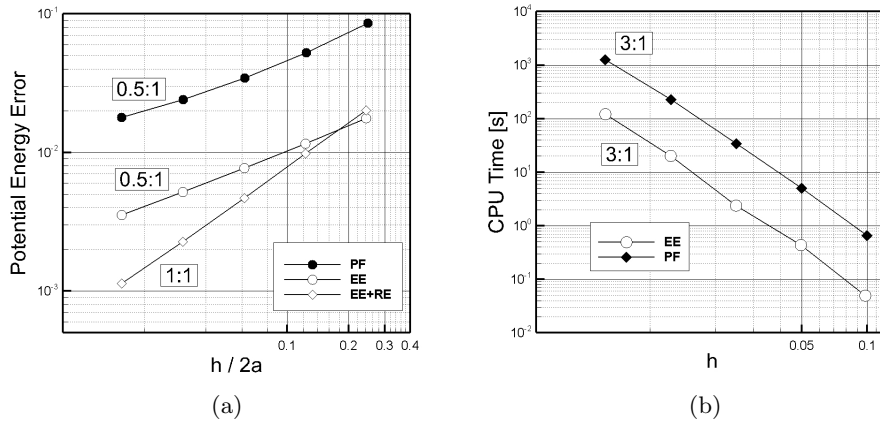 10⁻¹
10⁻²
10⁻³
Potential Energy Error
0.5:1
0.5:1
1:1
PF
EE
EE+RE
0.1
0.2
0.3
0.4
h / 2a
(a)
10⁴
10³
10²
10¹
10⁰
10⁻¹
10⁻²
CPU Time [s]
3:1
3:1
EE
PF
0.05
0.1
h
(b)